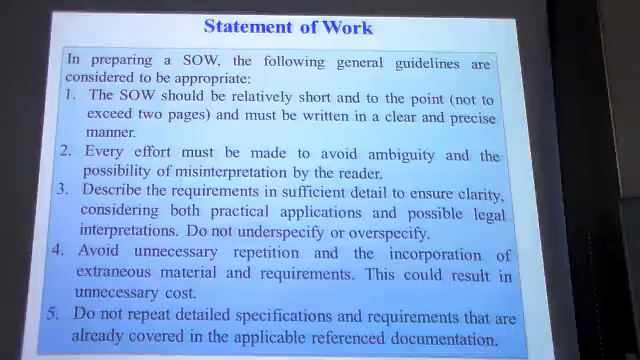 Statement of Work
In preparing a SOW, the following general guidelines are
considered to be appropriate:
1. The SOW should be relatively short and to the point (not to
exceed two pages) and must be written in a clear and precise
manner.
2. Every effort must be made to avoid ambiguity and the
possibility of misinterpretation by the reader.
3. Describe the requirements in sufficient detail to ensure clarity,
considering both practical applications and possible legal
interpretations. Do not underspecify or overspecify.
4. Avoid unnecessary repetition and the incorporation of
extraneous material and requirements. This could result in
unnecessary cost.
5. Do not repeat detailed specifications and requirements that are
already covered in the applicable referenced documentation.